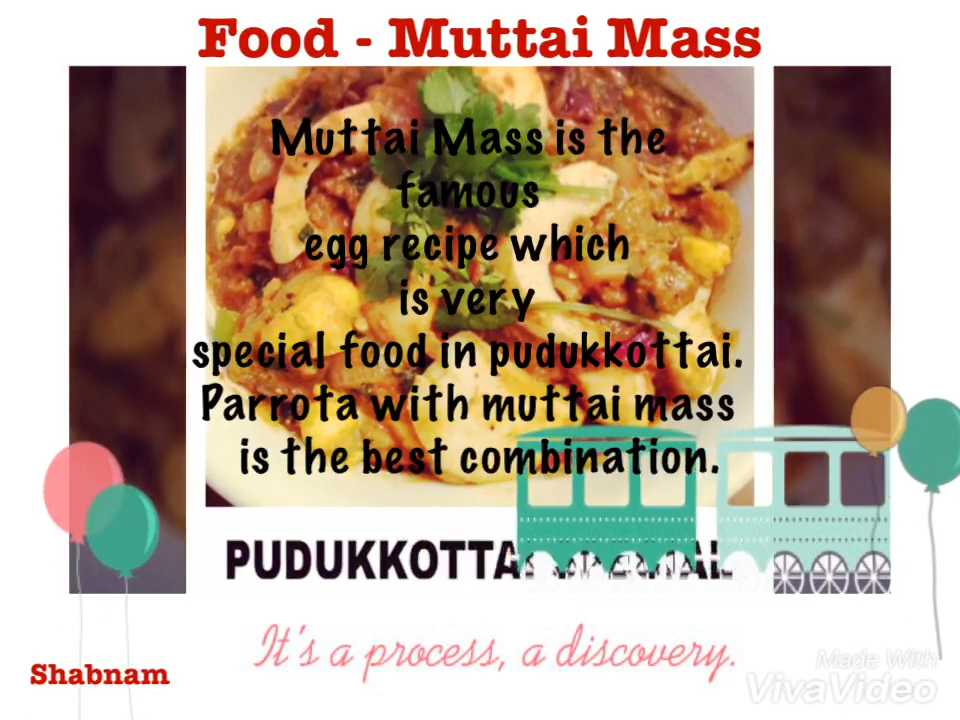 Food - Muttai Mass
Muttai Mass is the
famous
egg recipe which
is very
special food in pudukkottai.
Parrota with muttai mass
is the best combination.
PUDUKKOTTAI
It's a process, a discovery.
Shabnam
Made With
VivaVideo